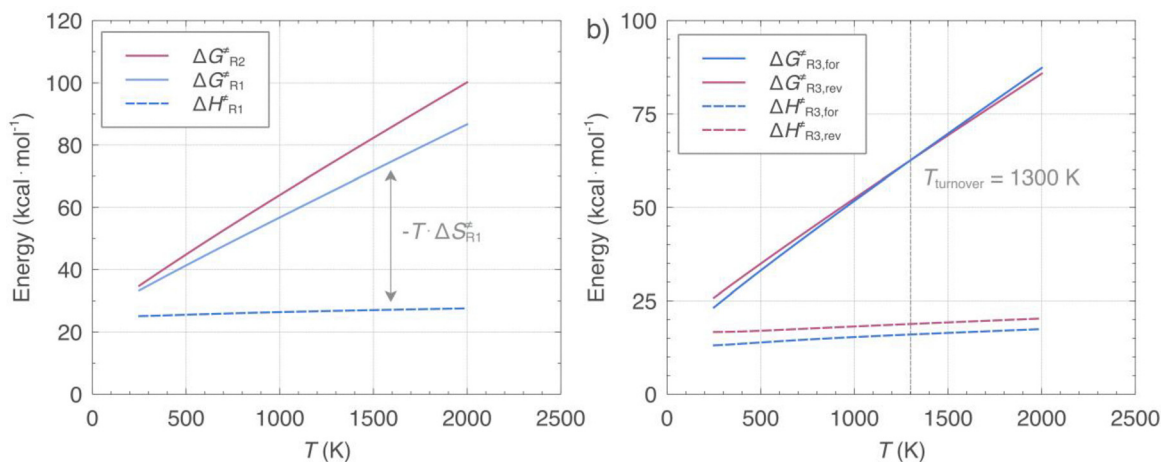 120
100
80
60
40
20
0
Energy (kcal·mol⁻¹)
ΔG‡R2
ΔG‡R1
ΔH‡R1
-T·ΔS‡R1
0 500 1000 1500 2000 2500
T (K)
b)
100
75
50
25
0
Energy (kcal·mol⁻¹)
ΔG‡R3,for
ΔG‡R3,rev
ΔH‡R3,for
ΔH‡R3,rev
Tturnover = 1300 K
0 500 1000 1500 2000 2500
T (K)